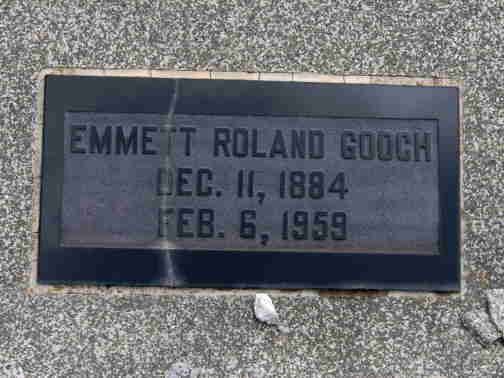 EMMETT ROLAND GOOCH
DEC. 11, 1884
FEB. 6, 1959